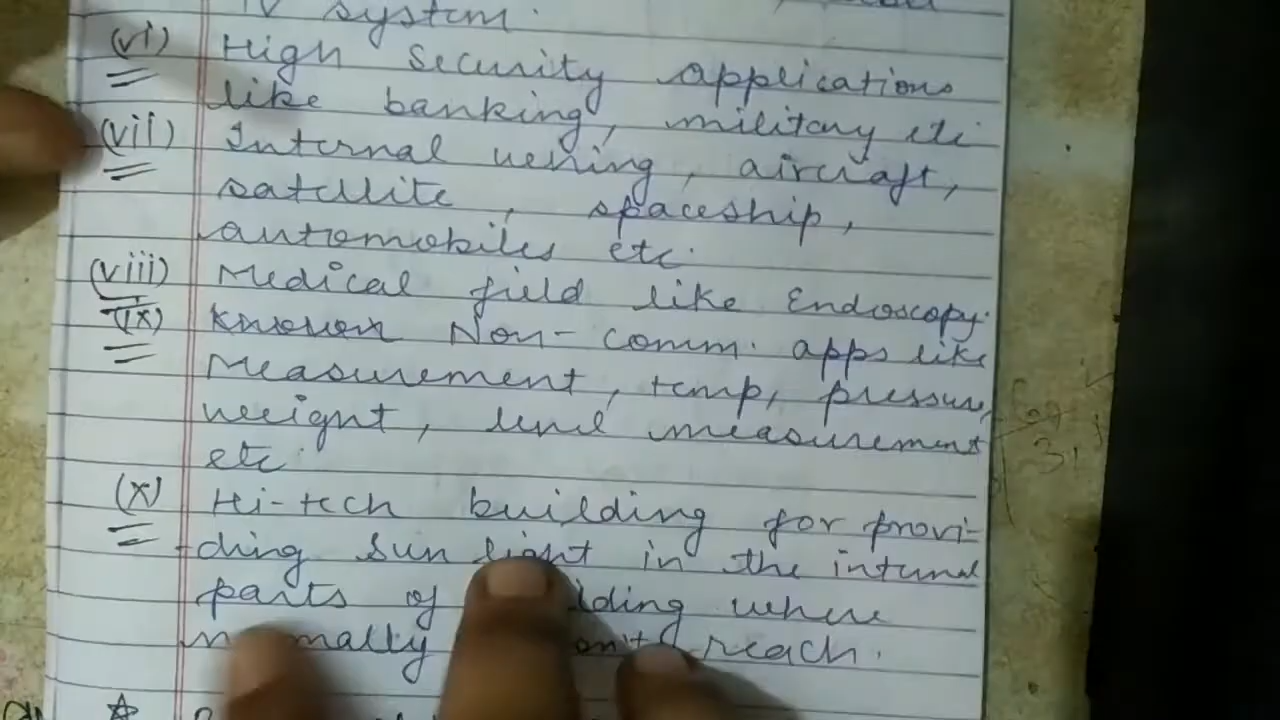 TV system.
(vi) High Security applications
like banking, military etc
(vii) Internal wiring, aircraft,
satellite, spaceship,
automobiles etc.
(viii) Medical field like Endoscopy.
(ix) Non-comm. apps like
Measurement, temp, pressure,
weight, level measurement
etc.
(x) Hi-tech building for provi-
-ding sun light in the internal
parts of where
reach.